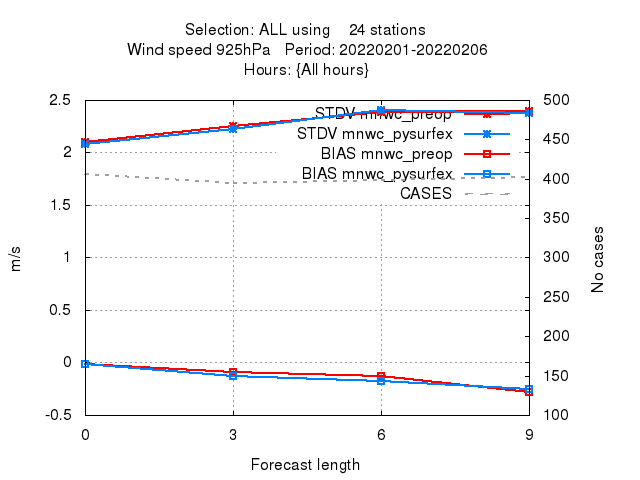 Selection: ALL using 24 stations
Wind speed 925hPa Period: 20220201-20220206
Hours: {All hours}
2.5
2
1.5
1
0.5
0
-0.5
500
450
400
350
300
250
200
150
100
STDV mnwc_preop
STDV mnwc_pysurfex
BIAS mnwc_preop
BIAS mnwc_pysurfex
CASES
m/s
No cases
0 3 6 9
Forecast length